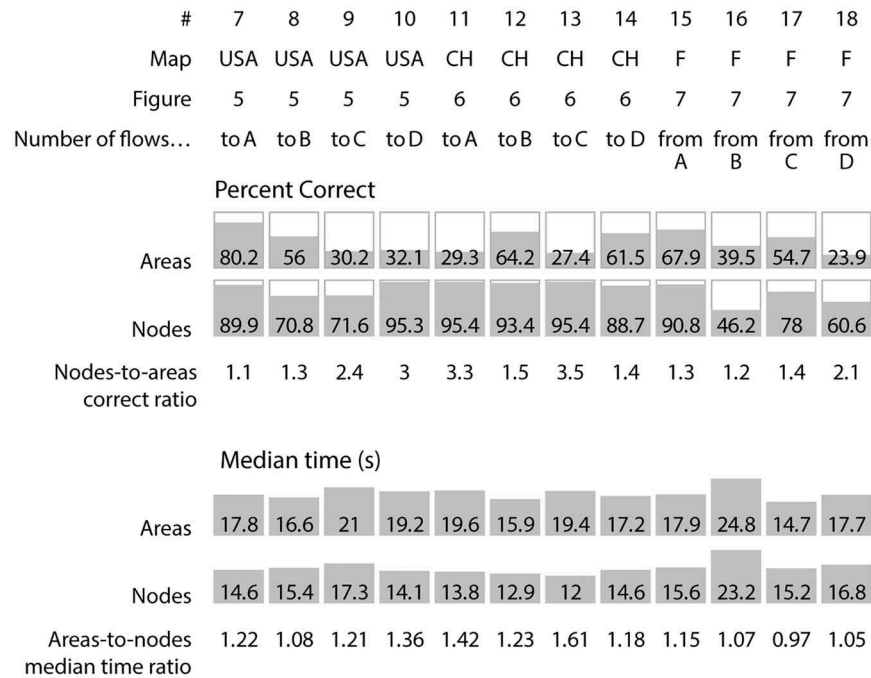 # 7 8 9 10 11 12 13 14 15 16 17 18
Map USA USA USA USA CH CH CH CH F F F F
Figure 5 5 5 5 6 6 6 6 7 7 7 7
Number of flows... to A to B to C to D to A to B to C to D from from from from
A B C D
Percent Correct
Areas 80.2 56 30.2 32.1 29.3 64.2 27.4 61.5 67.9 39.5 54.7 23.9
Nodes 89.9 70.8 71.6 95.3 95.4 93.4 95.4 88.7 90.8 46.2 78 60.6
Nodes-to-areas 1.1 1.3 2.4 3 3.3 1.5 3.5 1.4 1.3 1.2 1.4 2.1
correct ratio
Median time (s)
Areas 17.8 16.6 21 19.2 19.6 15.9 19.4 17.2 17.9 24.8 14.7 17.7
Nodes 14.6 15.4 17.3 14.1 13.8 12.9 12 14.6 15.6 23.2 15.2 16.8
Areas-to-nodes 1.22 1.08 1.21 1.36 1.42 1.23 1.61 1.18 1.15 1.07 0.97 1.05
median time ratio